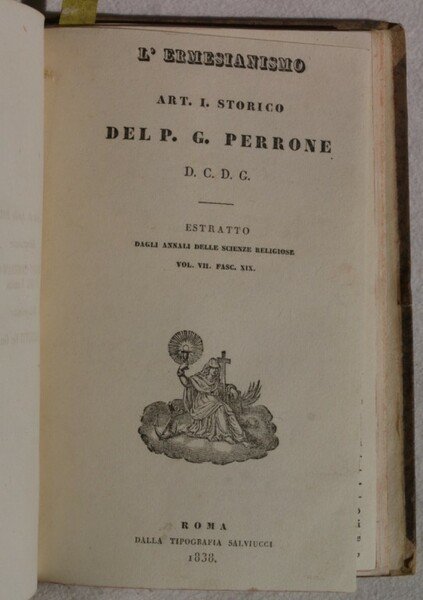 L' ERMESIANISMO
ART. I. STORICO
DEL P. G. PERRONE
D. C. D. G.
ESTRATTO
DAGLI ANNALI DELLE SCIENZE RELIGIOSE
VOL. VII. FASC. XIX.
ROMA
DALLA TIPOGRAFIA SALVIUCCI
1838.